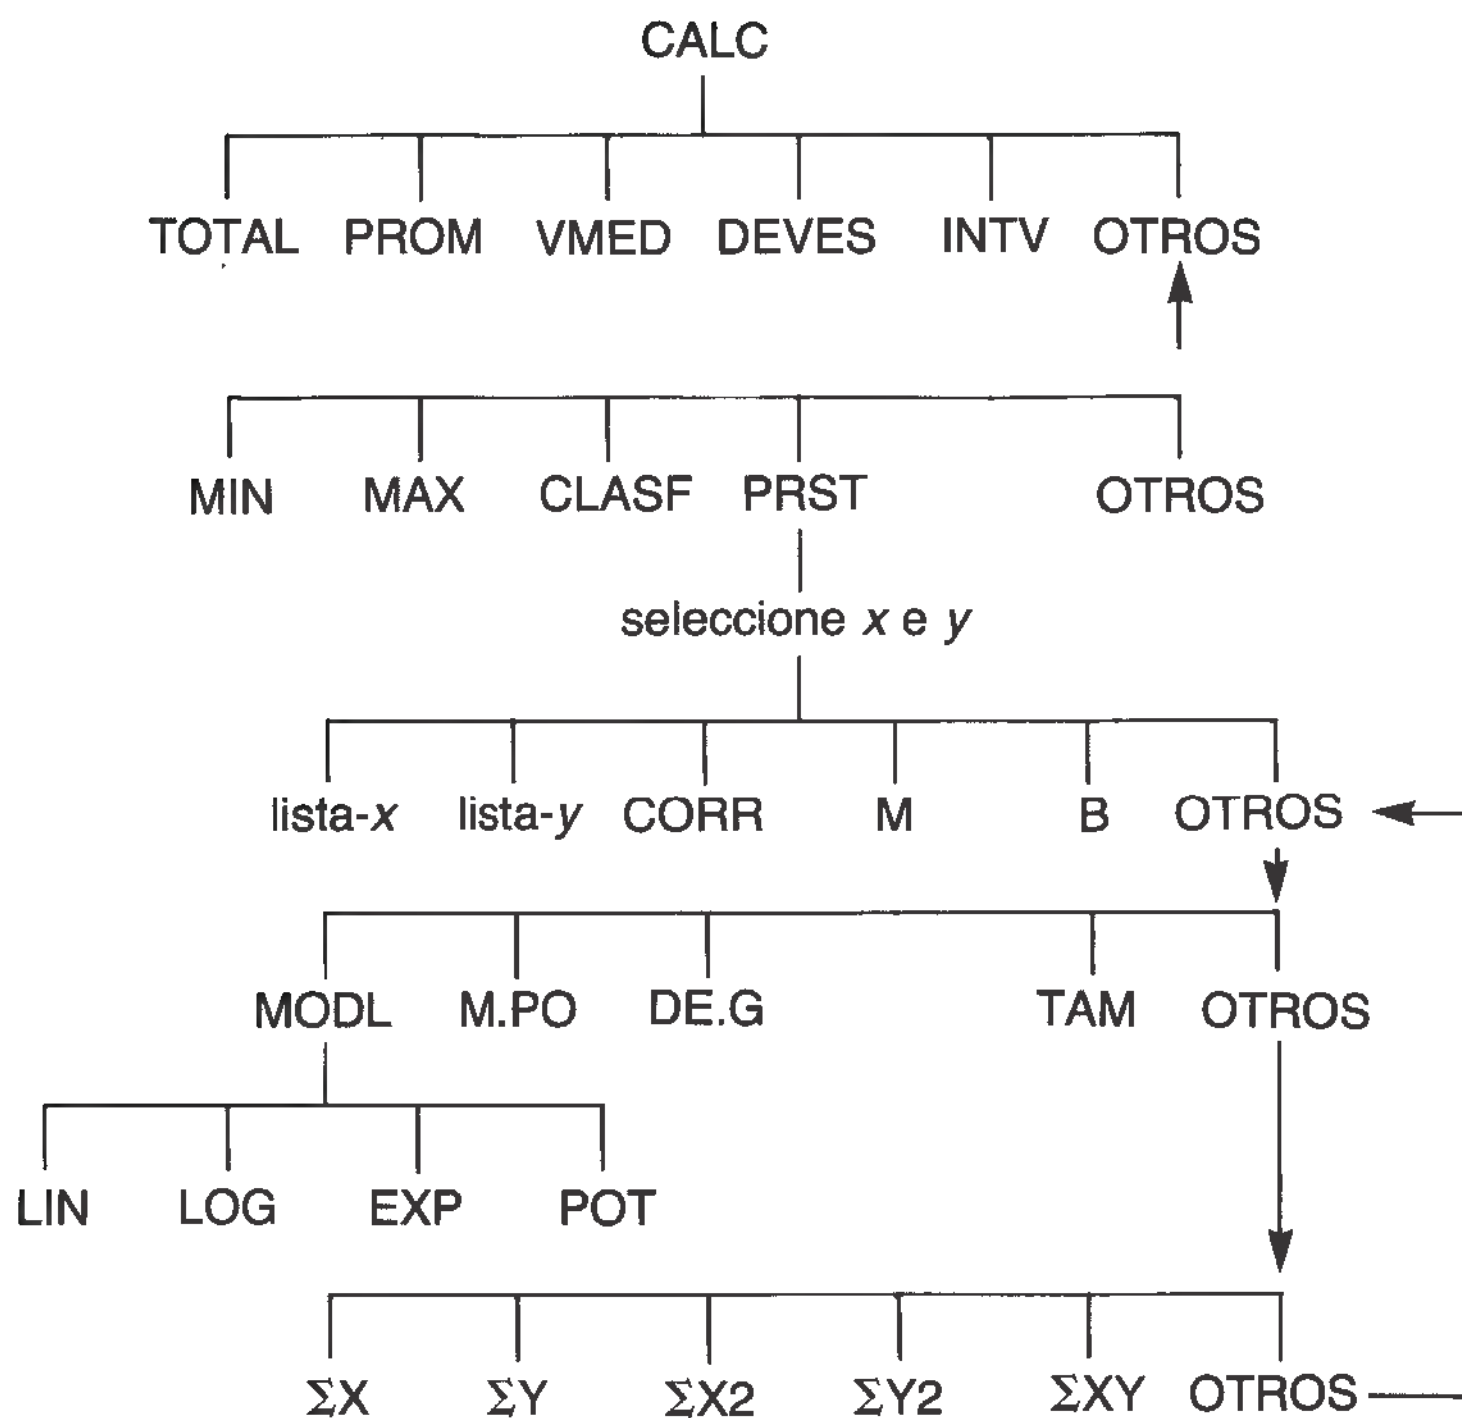 CALC
TOTAL PROM VMED DEVES INTV OTROS
MIN MAX CLASF PRST OTROS
seleccione x e y
lista-x lista-y CORR M B OTROS
MODL M.PO DE.G TAM OTROS
LIN LOG EXP POT
ΣX ΣY ΣX2 ΣY2 ΣXY OTROS